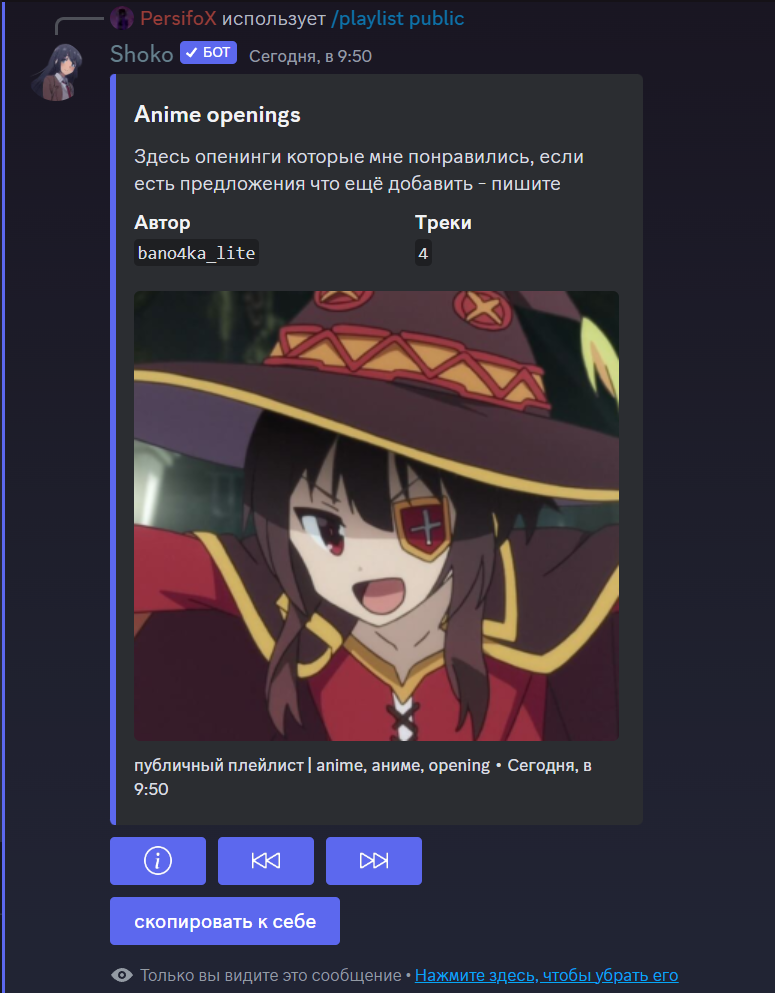 PersifoX использует /playlist public
Shoko ✓ БОТ Сегодня, в 9:50
Anime openings
Здесь опенинги которые мне понравились, если
есть предложения что ещё добавить - пишите
Автор Треки
bano4ka_lite 4
публичный плейлист | anime, аниме, opening • Сегодня, в
9:50
скопировать к себе
Только вы видите это сообщение • Нажмите здесь, чтобы убрать его